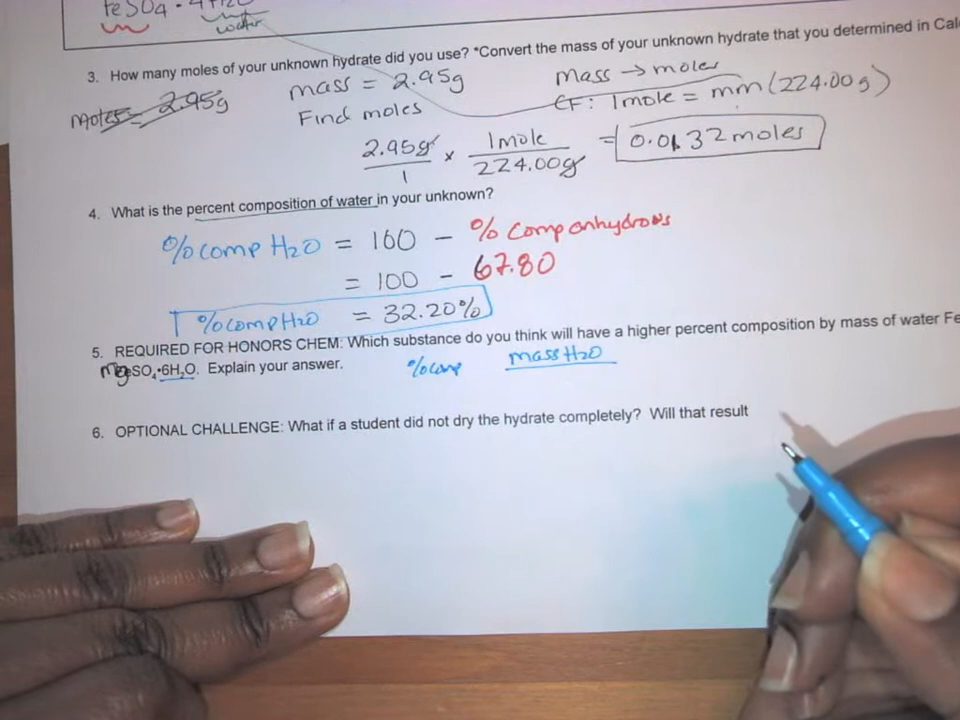 FeSO4 · 4H2O
water
3. How many moles of your unknown hydrate did you use? *Convert the mass of your unknown hydrate that you determined in Calc
moles = 2.95g
mass = 2.95g
Mass → moles
Find moles
CF: 1mole = mm (224.00g)
2.95g / 1 × 1mole / 224.00g = 0.0132 moles
4. What is the percent composition of water in your unknown?
% comp H2O = 100 - % comp anhydrous
= 100 - 67.80
% comp H2O = 32.20%
5. REQUIRED FOR HONORS CHEM: Which substance do you think will have a higher percent composition by mass of water Fe
MgSO4•6H2O. Explain your answer.
% comp mass H2O
6. OPTIONAL CHALLENGE: What if a student did not dry the hydrate completely? Will that result